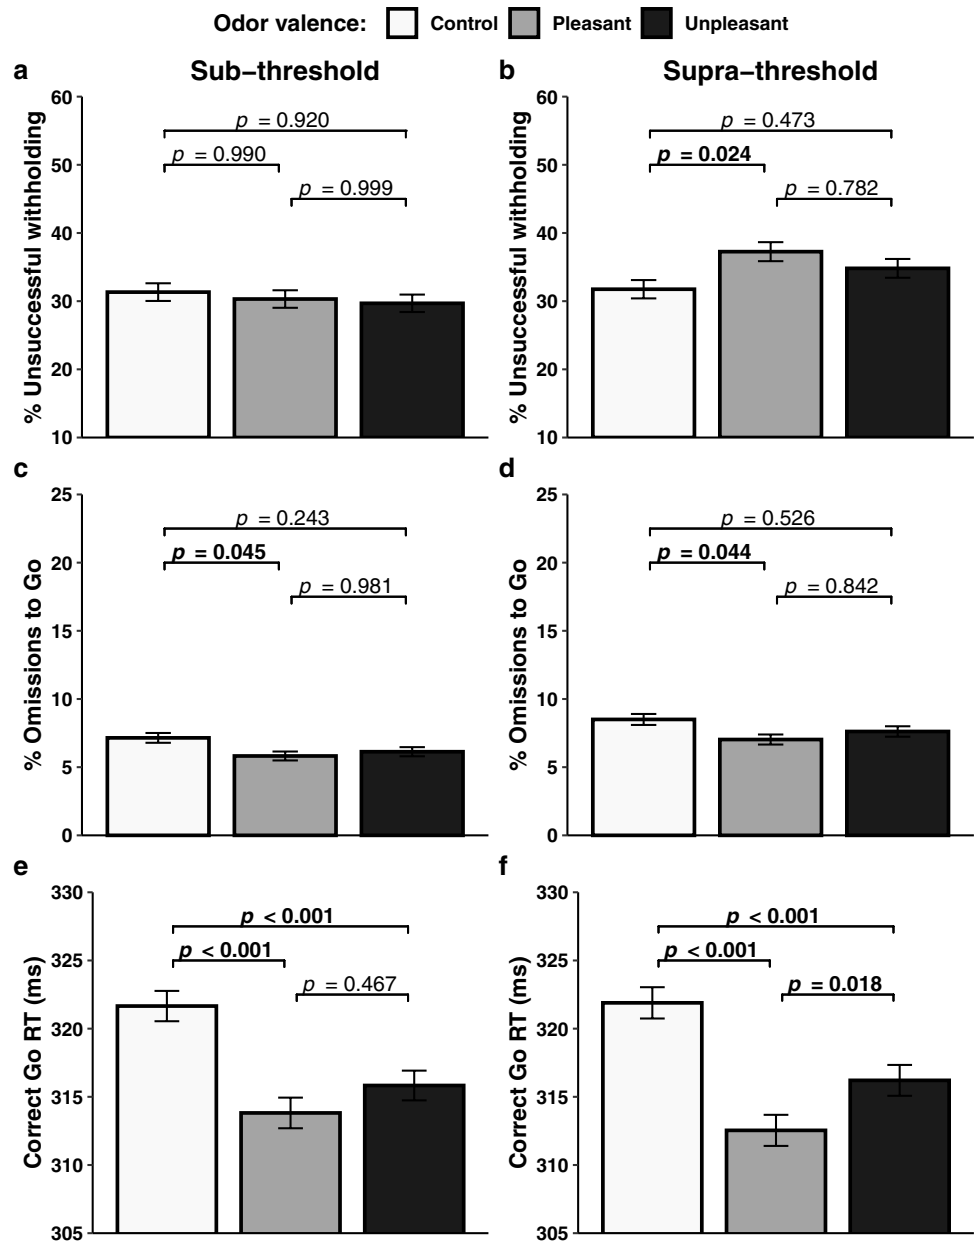 Odor valence: Control Pleasant Unpleasant
a Sub−threshold
% Unsuccessful withholding
60
50
40
30
20
10
p = 0.920
p = 0.990
p = 0.999
b Supra−threshold
% Unsuccessful withholding
60
50
40
30
20
10
p = 0.473
p = 0.024
p = 0.782
c
% Omissions to Go
25
20
15
10
5
0
p = 0.243
p = 0.045
p = 0.981
d
% Omissions to Go
25
20
15
10
5
0
p = 0.526
p = 0.044
p = 0.842
e
Correct Go RT (ms)
330
325
320
315
310
305
p < 0.001
p < 0.001
p = 0.467
f
Correct Go RT (ms)
330
325
320
315
310
305
p < 0.001
p < 0.001
p = 0.018